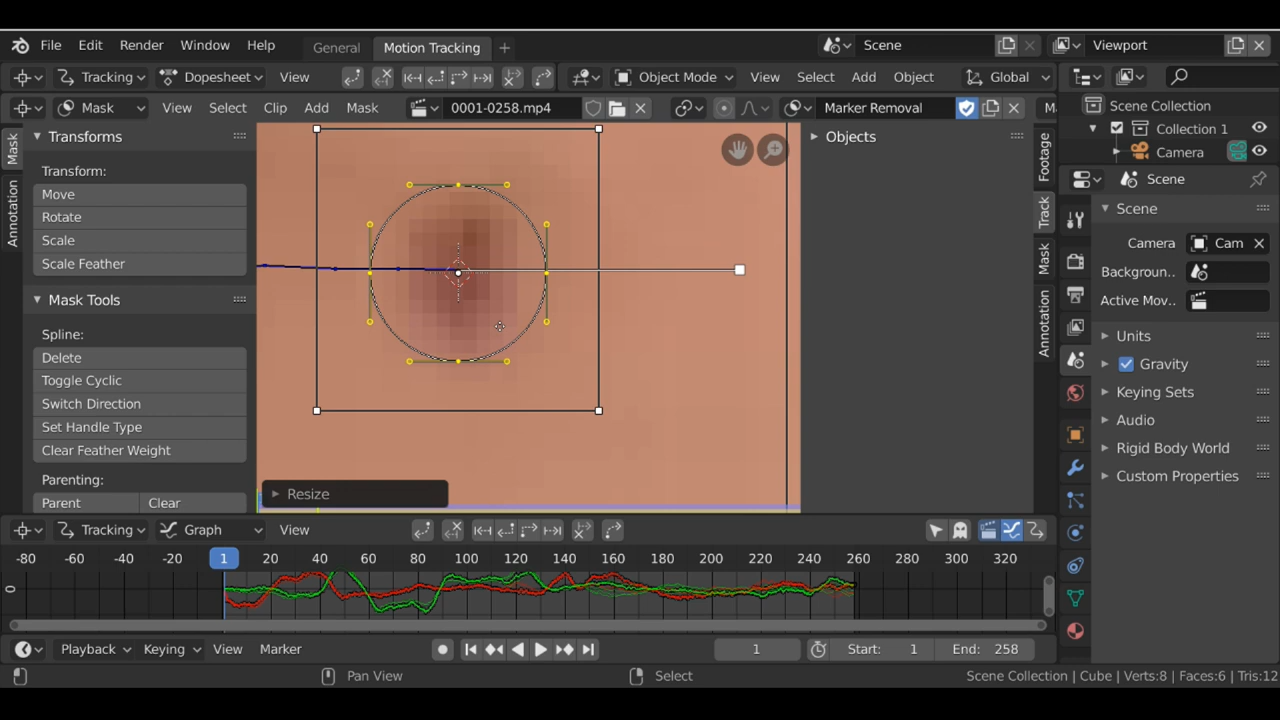 File Edit Render Window Help General Motion Tracking + Scene Viewport
Tracking Dopesheet View Object Mode View Select Add Object Global
Mask View Select Clip Add Mask 0001-0258.mp4 Marker Removal Ma Scene Collection
Transforms Objects Collection 1
Transform: Camera
Move
Rotate
Scale
Scale Feather
Mask Tools
Spline:
Delete
Toggle Cyclic
Switch Direction
Set Handle Type
Clear Feather Weight
Parenting:
Parent Clear
Mask
Annotation
Resize
Footage
Track
Mask
Annotation
Scene
Scene
Camera Cam
Backgroun..
Active Mov..
Units
Gravity
Keying Sets
Audio
Rigid Body World
Custom Properties
Tracking Graph View
-80 -60 -40 -20 1 20 40 60 80 100 120 140 160 180 200 220 240 260 280 300 320
0
Playback Keying View Marker 1 Start: 1 End: 258
Pan View Select Scene Collection | Cube | Verts:8 | Faces:6 | Tris:12